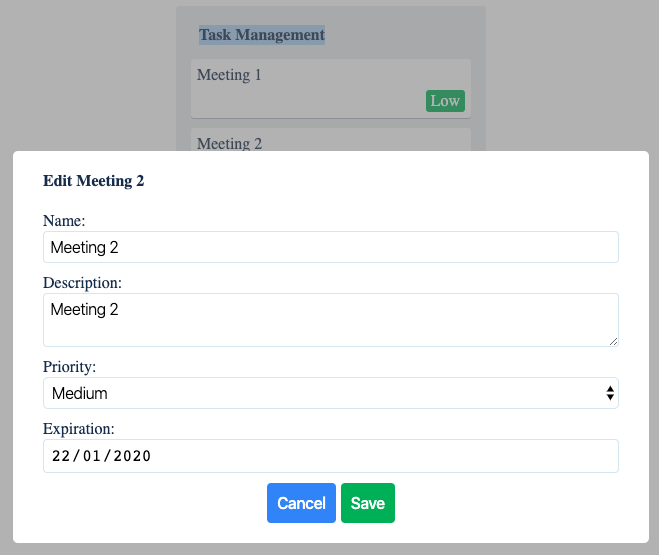 Task Management
Meeting 1
Low
Meeting 2
Edit Meeting 2
Name:
Meeting 2
Description:
Meeting 2
Priority:
Medium
Expiration:
22/01/2020
Cancel Save